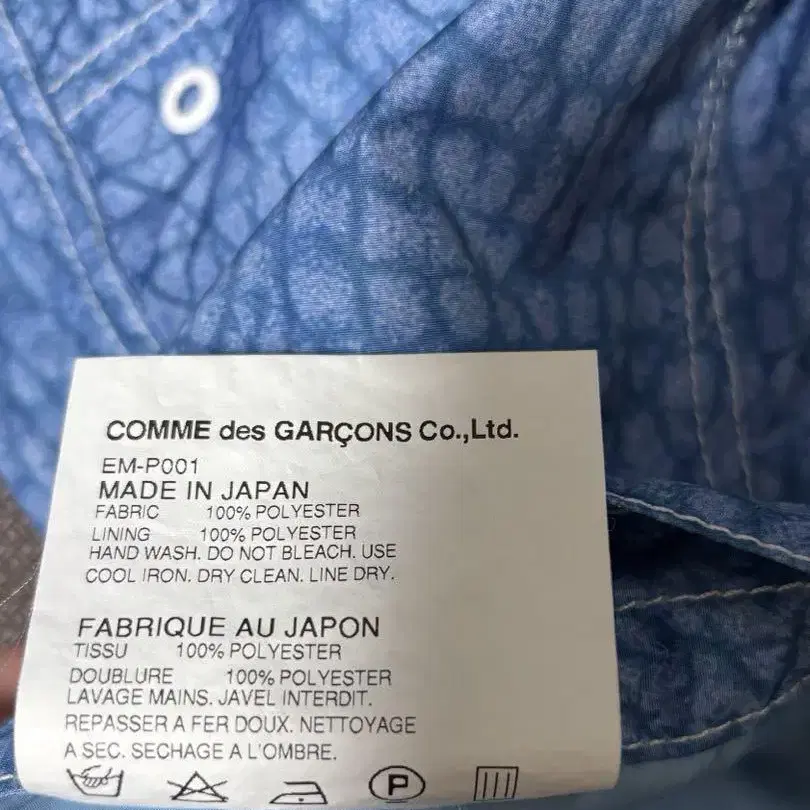 COMME des GARÇONS Co.,Ltd.
EM-P001
MADE IN JAPAN
FABRIC 100% POLYESTER
LINING 100% POLYESTER
HAND WASH. DO NOT BLEACH. USE
COOL IRON. DRY CLEAN. LINE DRY.
FABRIQUE AU JAPON
TISSU 100% POLYESTER
DOUBLURE 100% POLYESTER
LAVAGE MAINS. JAVEL INTERDIT.
REPASSER A FER DOUX. NETTOYAGE
A SEC. SECHAGE A L'OMBRE.
P